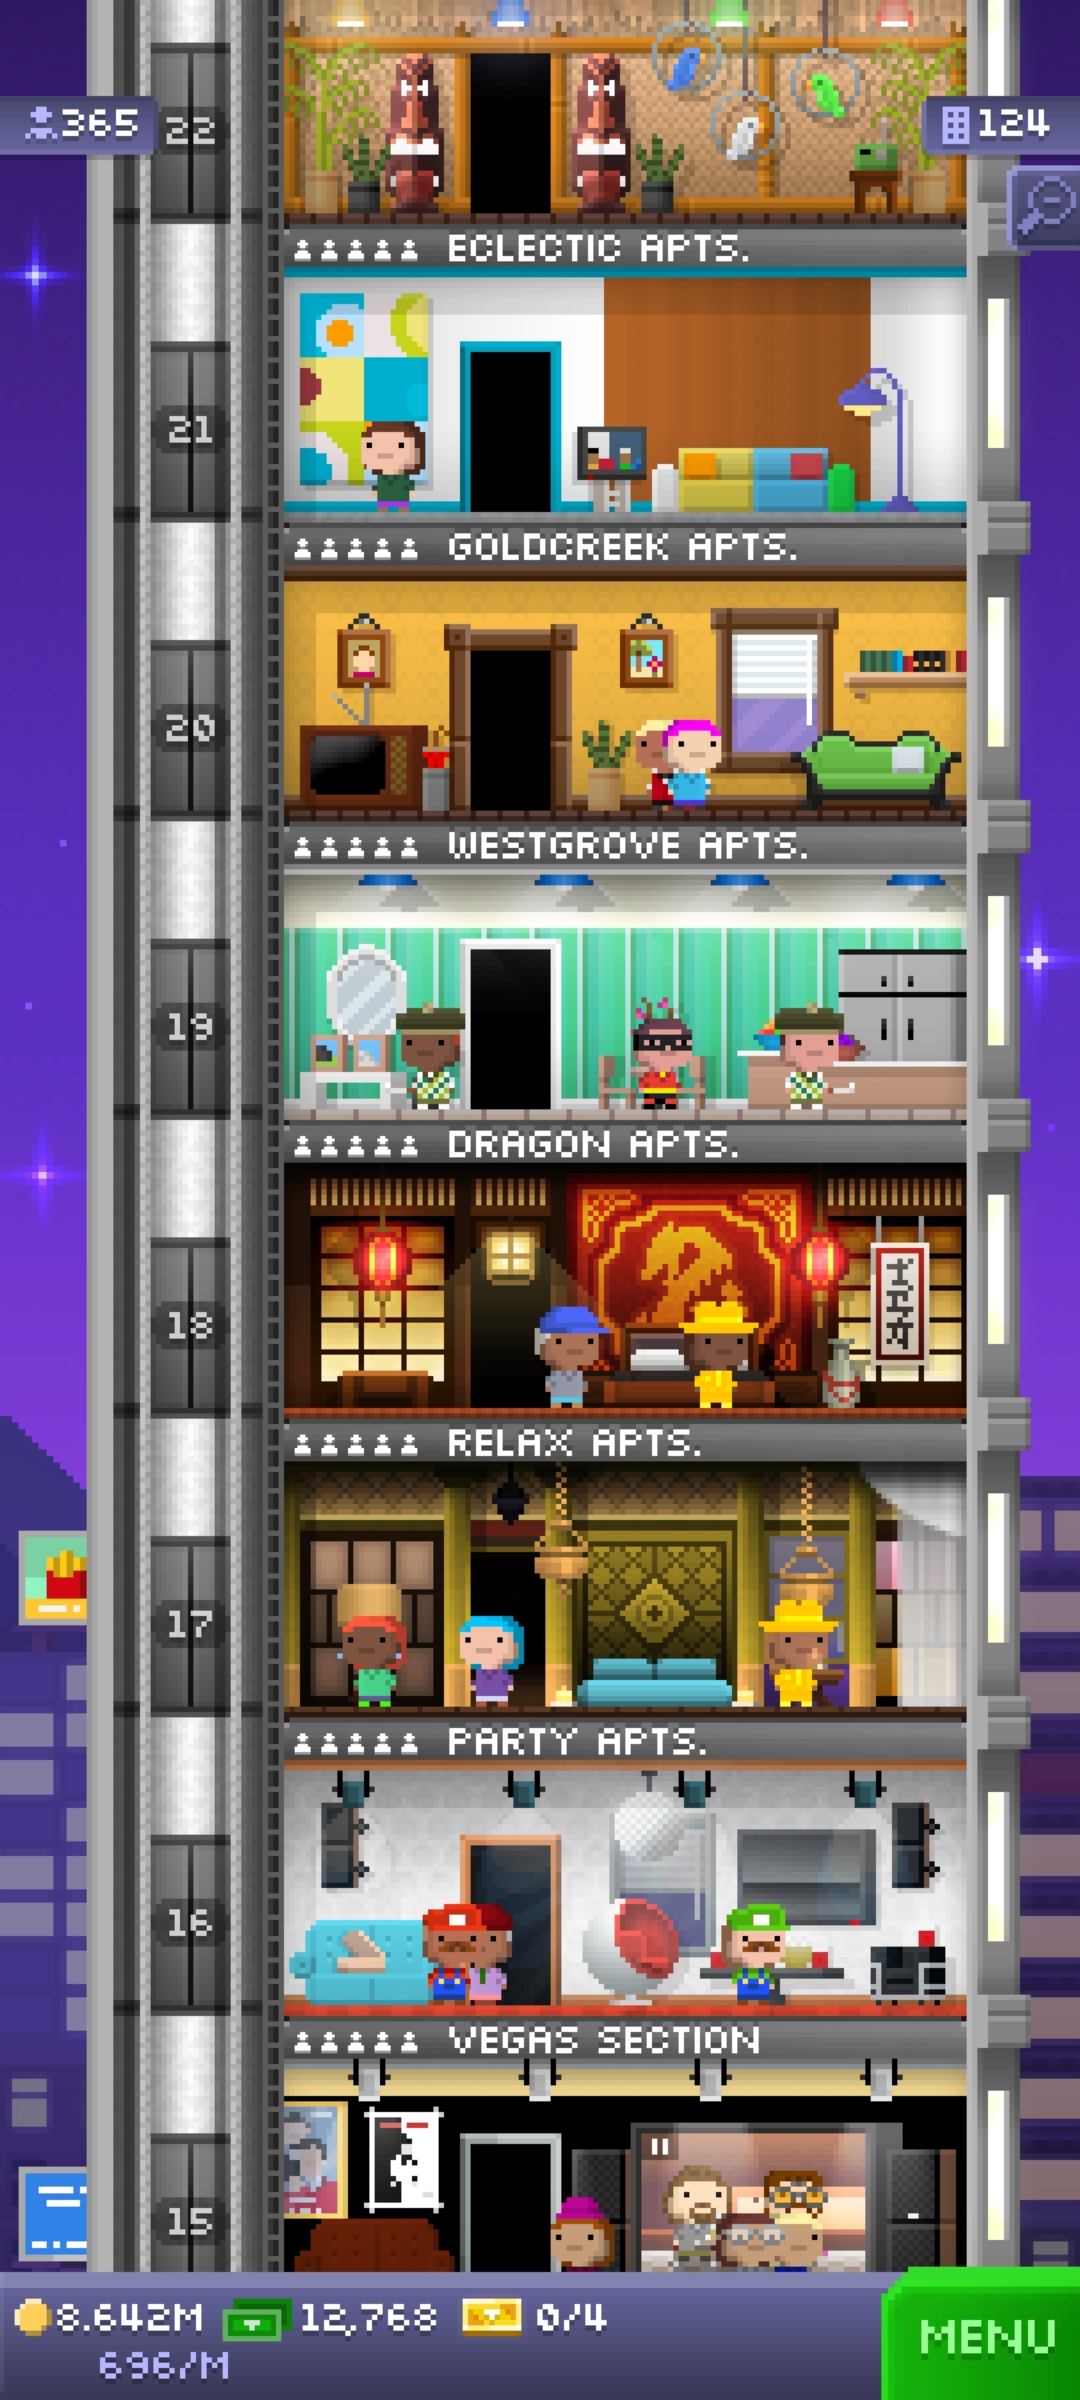 365
22
124
ECLECTIC APTS.
21
GOLDCREEK APTS.
20
WESTGROVE APTS.
19
DRAGON APTS.
18
RELAX APTS.
17
PARTY APTS.
16
VEGAS SECTION
15
8.642M 12,768 0/4
696/M
MENU